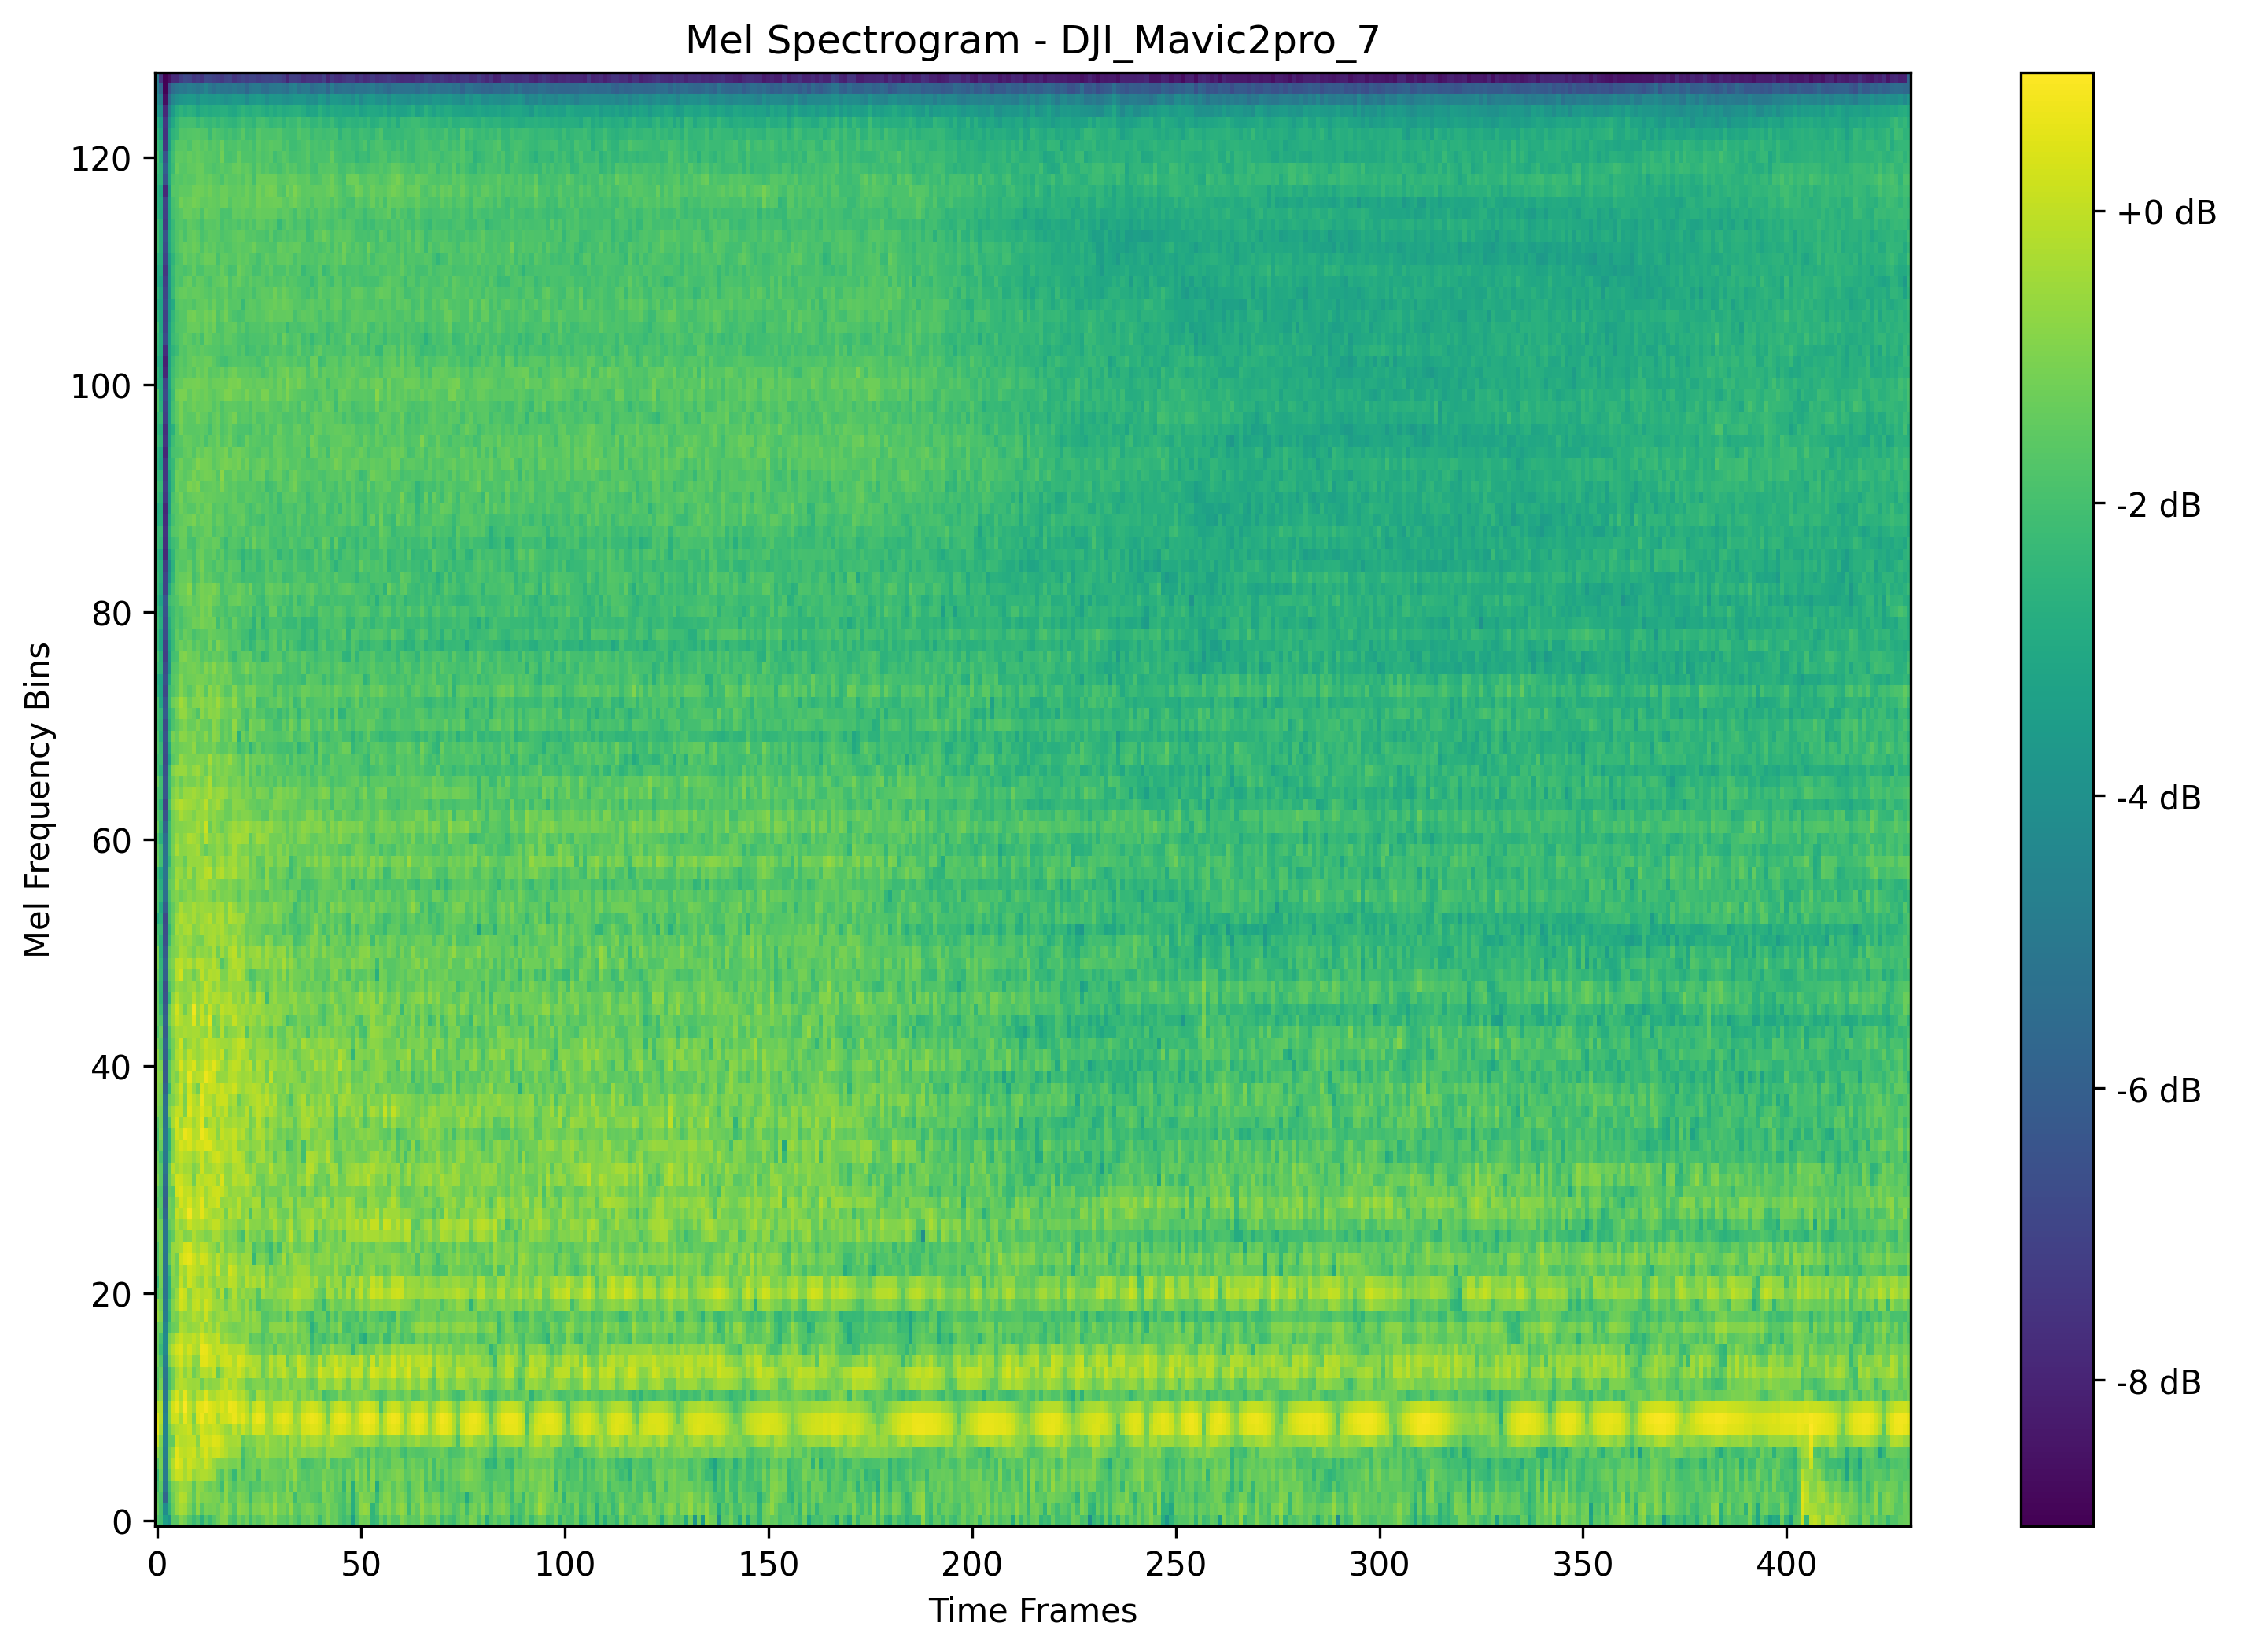 Mel Spectrogram - DJI_Mavic2pro_7
Mel Frequency Bins
120
100
80
60
40
20
0
0 50 100 150 200 250 300 350 400
Time Frames
+0 dB
-2 dB
-4 dB
-6 dB
-8 dB